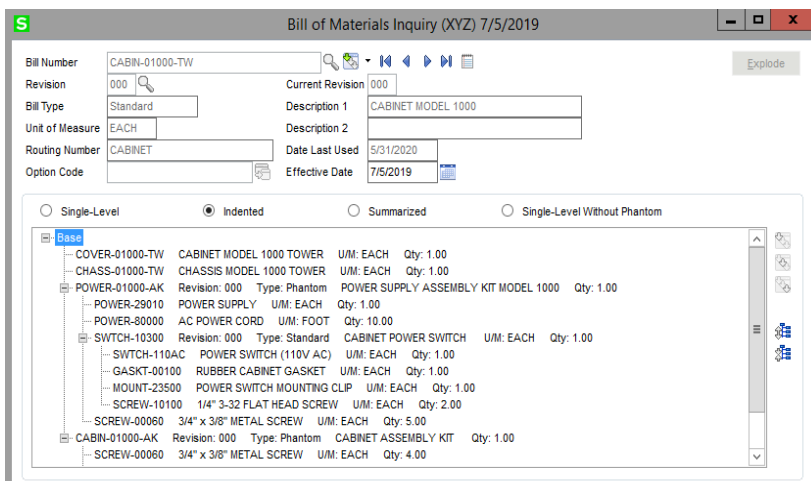 S Bill of Materials Inquiry (XYZ) 7/5/2019
Bill Number CABIN-01000-TW Explode
Revision 000 Current Revision 000
Bill Type Standard Description 1 CABINET MODEL 1000
Unit of Measure EACH Description 2
Routing Number CABINET Date Last Used 5/31/2020
Option Code Effective Date 7/5/2019
Single-Level Indented Summarized Single-Level Without Phantom
Base
COVER-01000-TW CABINET MODEL 1000 TOWER U/M: EACH Qty: 1.00
CHASS-01000-TW CHASSIS MODEL 1000 TOWER U/M: EACH Qty: 1.00
POWER-01000-AK Revision: 000 Type: Phantom POWER SUPPLY ASSEMBLY KIT MODEL 1000 Qty: 1.00
POWER-29010 POWER SUPPLY U/M: EACH Qty: 1.00
POWER-80000 AC POWER CORD U/M: FOOT Qty: 10.00
SWTCH-10300 Revision: 000 Type: Standard CABINET POWER SWITCH U/M: EACH Qty: 1.00
SWTCH-110AC POWER SWITCH (110V AC) U/M: EACH Qty: 1.00
GASKT-00100 RUBBER CABINET GASKET U/M: EACH Qty: 1.00
MOUNT-23500 POWER SWITCH MOUNTING CLIP U/M: EACH Qty: 1.00
SCREW-10100 1/4" 3-32 FLAT HEAD SCREW U/M: EACH Qty: 2.00
SCREW-00060 3/4" x 3/8" METAL SCREW U/M: EACH Qty: 5.00
CABIN-01000-AK Revision: 000 Type: Phantom CABINET ASSEMBLY KIT Qty: 1.00
SCREW-00060 3/4" x 3/8" METAL SCREW U/M: EACH Qty: 4.00